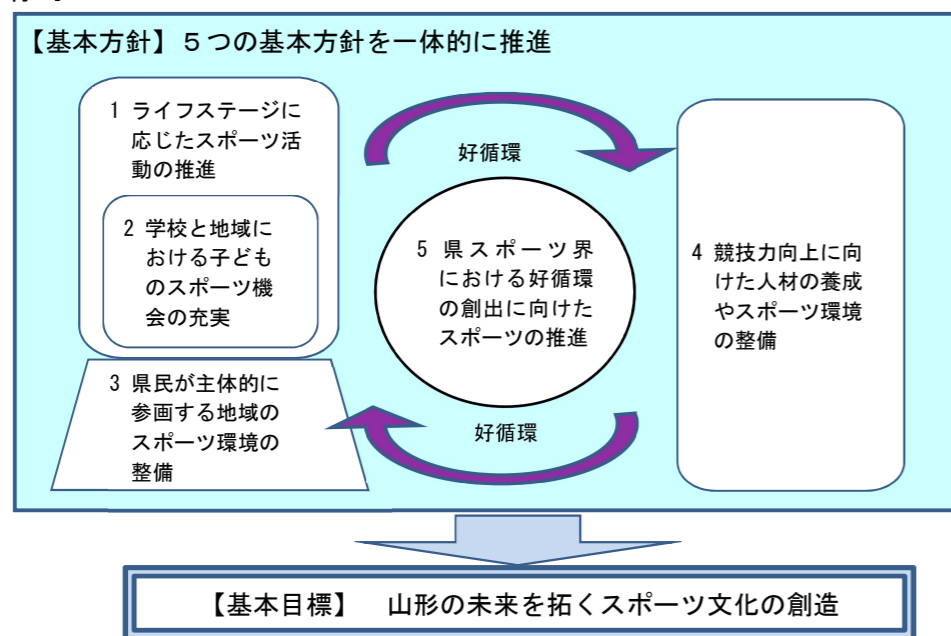 【基本方針】５つの基本方針を一体的に推進
1 ライフステージに
応じたスポーツ活
動の推進
2 学校と地域に
おける子ども
のスポーツ機
会の充実
3 県民が主体的に
参画する地域の
スポーツ環境の
整備
好循環
5 県スポーツ界
における好循環
の創出に向けた
スポーツの推進
好循環
4 競技力向上に向
けた人材の養成
やスポーツ環境
の整備
【基本目標】　山形の未来を拓くスポーツ文化の創造